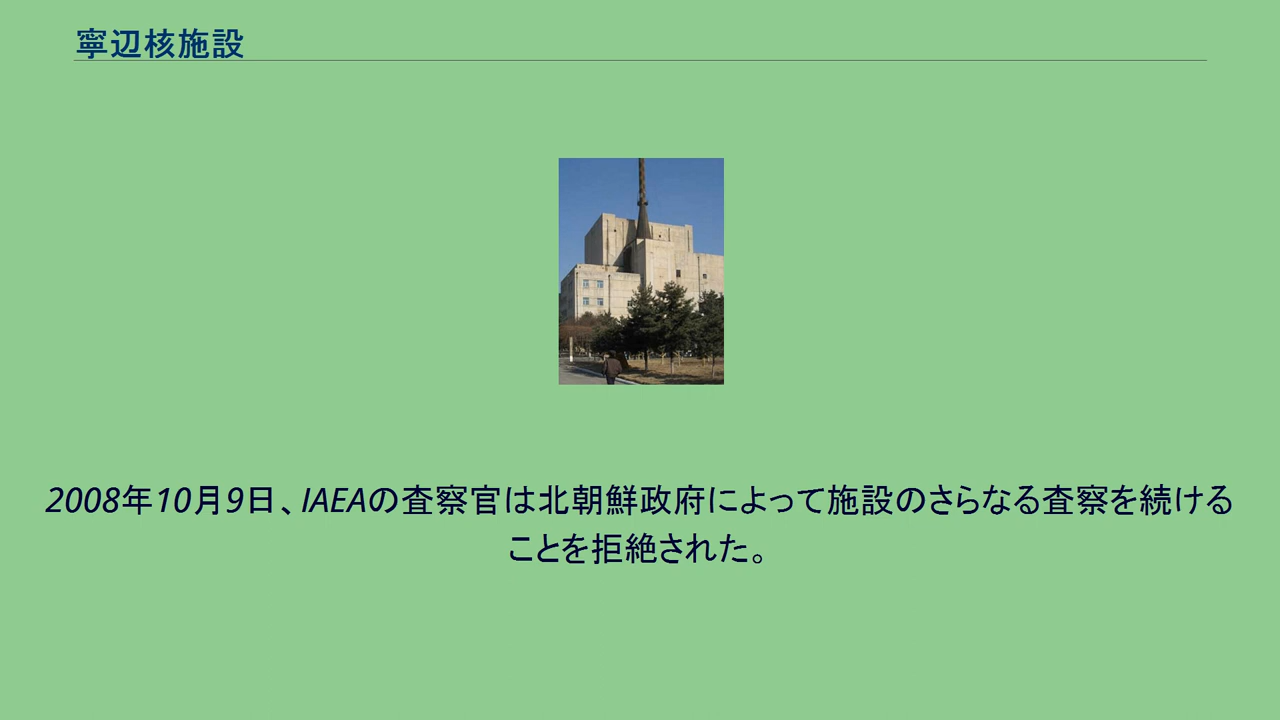 寧辺核施設
2008年10月9日、IAEAの査察官は北朝鮮政府によって施設のさらなる査察を続ける
ことを拒絶された。